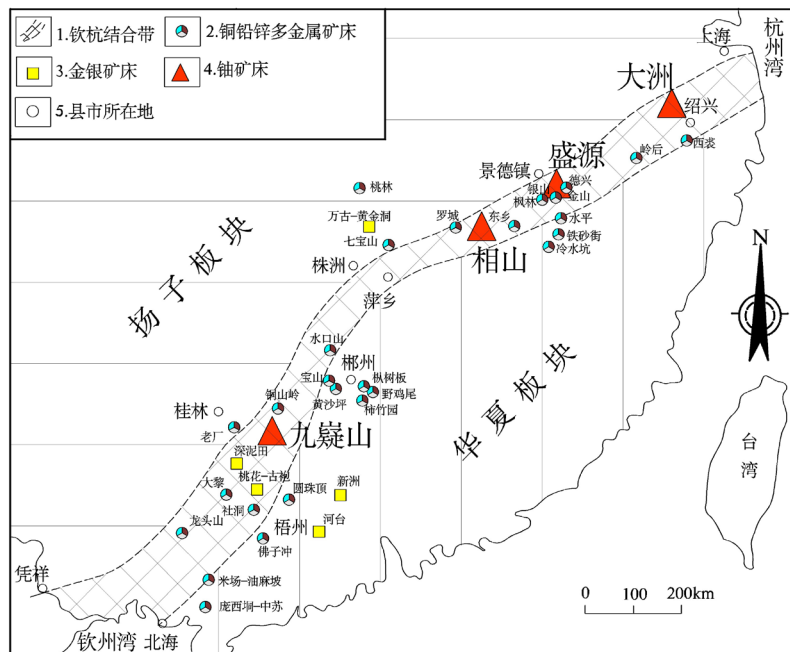 1.钦杭结合带
2.铜铅锌多金属矿床
3.金银矿床
4.铀矿床
5.县市所在地
上海
杭州湾
大洲
绍兴
西裘
岭后
盛源
景德镇
德兴
银山
金山
枫林
桃林
水平
万古-黄金洞
罗城
东乡
铁砂街
七宝山
冷水坑
相山
N
株洲
萍乡
扬子板块
水口山
郴州
宝山
枞树板
野鸡尾
黄沙坪
柿竹园
华夏板块
铜山岭
桂林
老厂
九嶷山
台湾
深泥田
桃花-古袍
大黎
圆珠顶
新洲
社洞
龙头山
梧州
河台
佛子冲
凭祥
米场-油麻坡
庞西垌-中苏
0 100 200km
钦州湾
北海